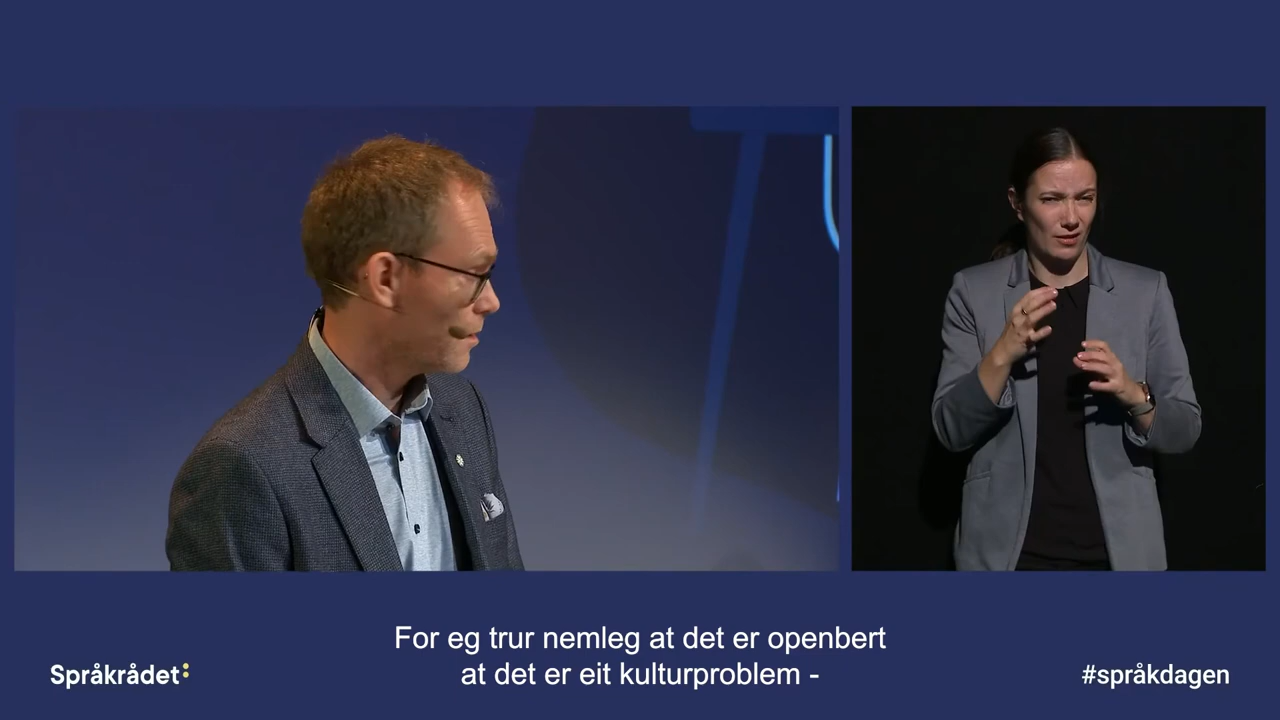 For eg trur nemleg at det er openbert
at det er eit kulturproblem -
Språkrådet:
#språkdagen